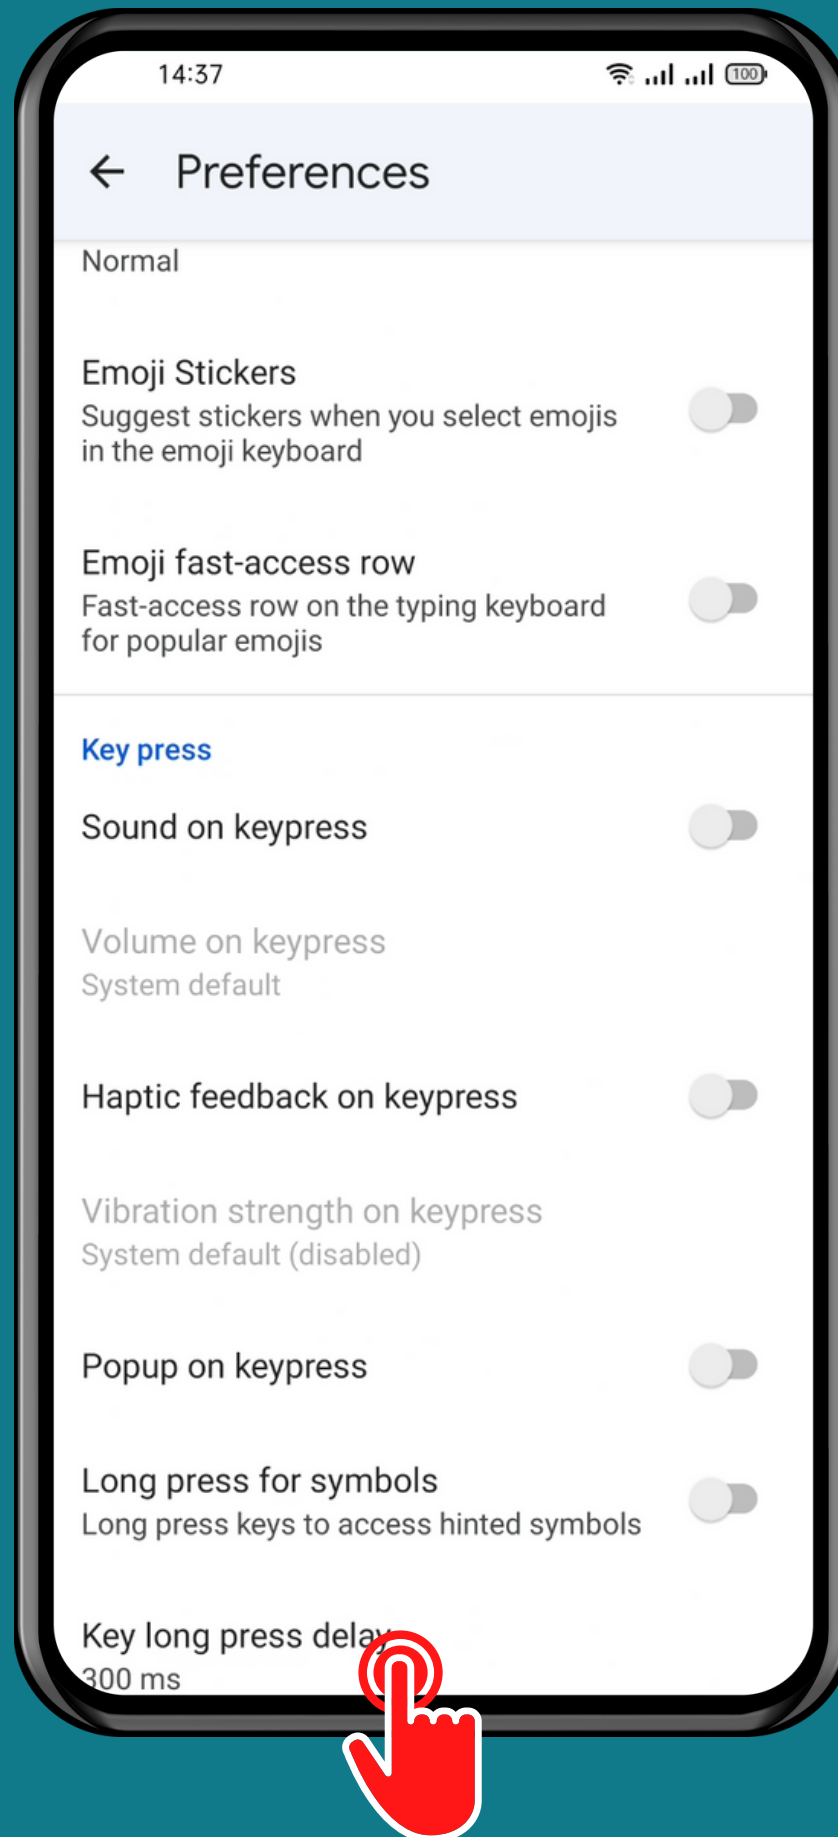 14:37
100
Preferences
Normal
Emoji Stickers
Suggest stickers when you select emojis
in the emoji keyboard
Emoji fast-access row
Fast-access row on the typing keyboard
for popular emojis
Key press
Sound on keypress
Volume on keypress
System default
Haptic feedback on keypress
Vibration strength on keypress
System default (disabled)
Popup on keypress
Long press for symbols
Long press keys to access hinted symbols
Key long press delay
300 ms